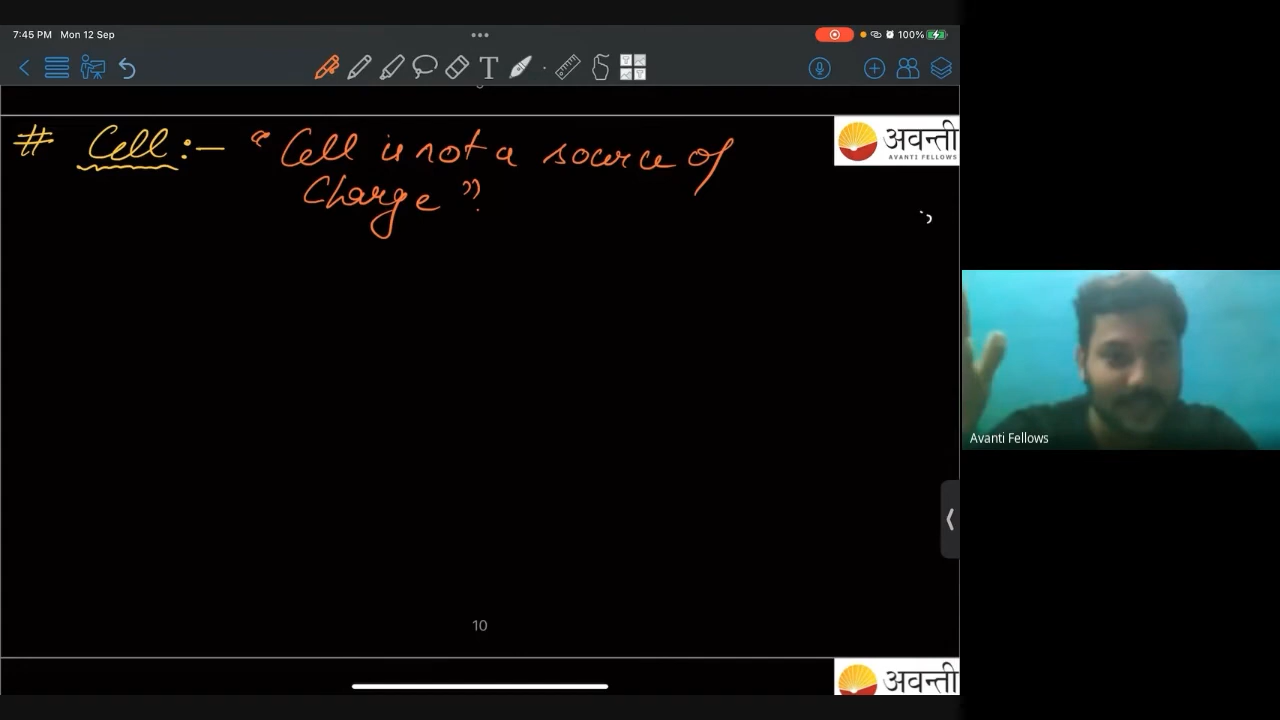 7:45 PM Mon 12 Sep
100%
T
# Cell :– “Cell is not a source of
Charge”
अवन्ती
AVANTI FELLOWS
Avanti Fellows
10
अवन्ती